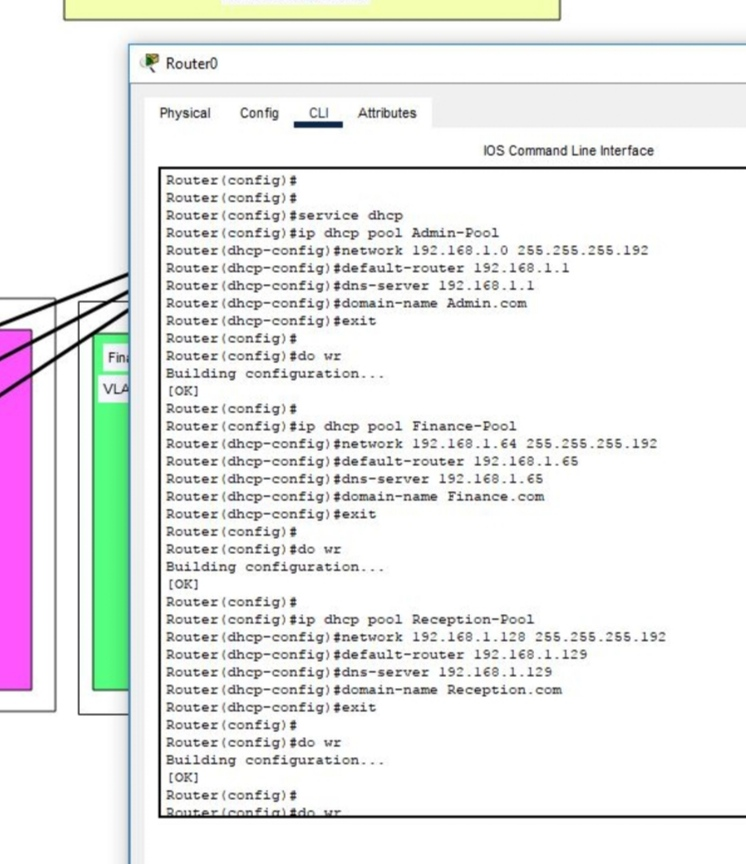 Router0
Physical Config CLI Attributes
IOS Command Line Interface
Router(config)#
Router(config)#
Router(config)#service dhcp
Router(config)#ip dhcp pool Admin-Pool
Router(dhcp-config)#network 192.168.1.0 255.255.255.192
Router(dhcp-config)#default-router 192.168.1.1
Router(dhcp-config)#dns-server 192.168.1.1
Router(dhcp-config)#domain-name Admin.com
Router(dhcp-config)#exit
Router(config)#
Router(config)#do wr
Building configuration...
[OK]
Router(config)#
Router(config)#ip dhcp pool Finance-Pool
Router(dhcp-config)#network 192.168.1.64 255.255.255.192
Router(dhcp-config)#default-router 192.168.1.65
Router(dhcp-config)#dns-server 192.168.1.65
Router(dhcp-config)#domain-name Finance.com
Router(dhcp-config)#exit
Router(config)#
Router(config)#do wr
Building configuration...
[OK]
Router(config)#
Router(config)#ip dhcp pool Reception-Pool
Router(dhcp-config)#network 192.168.1.128 255.255.255.192
Router(dhcp-config)#default-router 192.168.1.129
Router(dhcp-config)#dns-server 192.168.1.129
Router(dhcp-config)#domain-name Reception.com
Router(dhcp-config)#exit
Router(config)#
Router(config)#do wr
Building configuration...
[OK]
Router(config)#
Router(config)#do wr
Fina
VLA